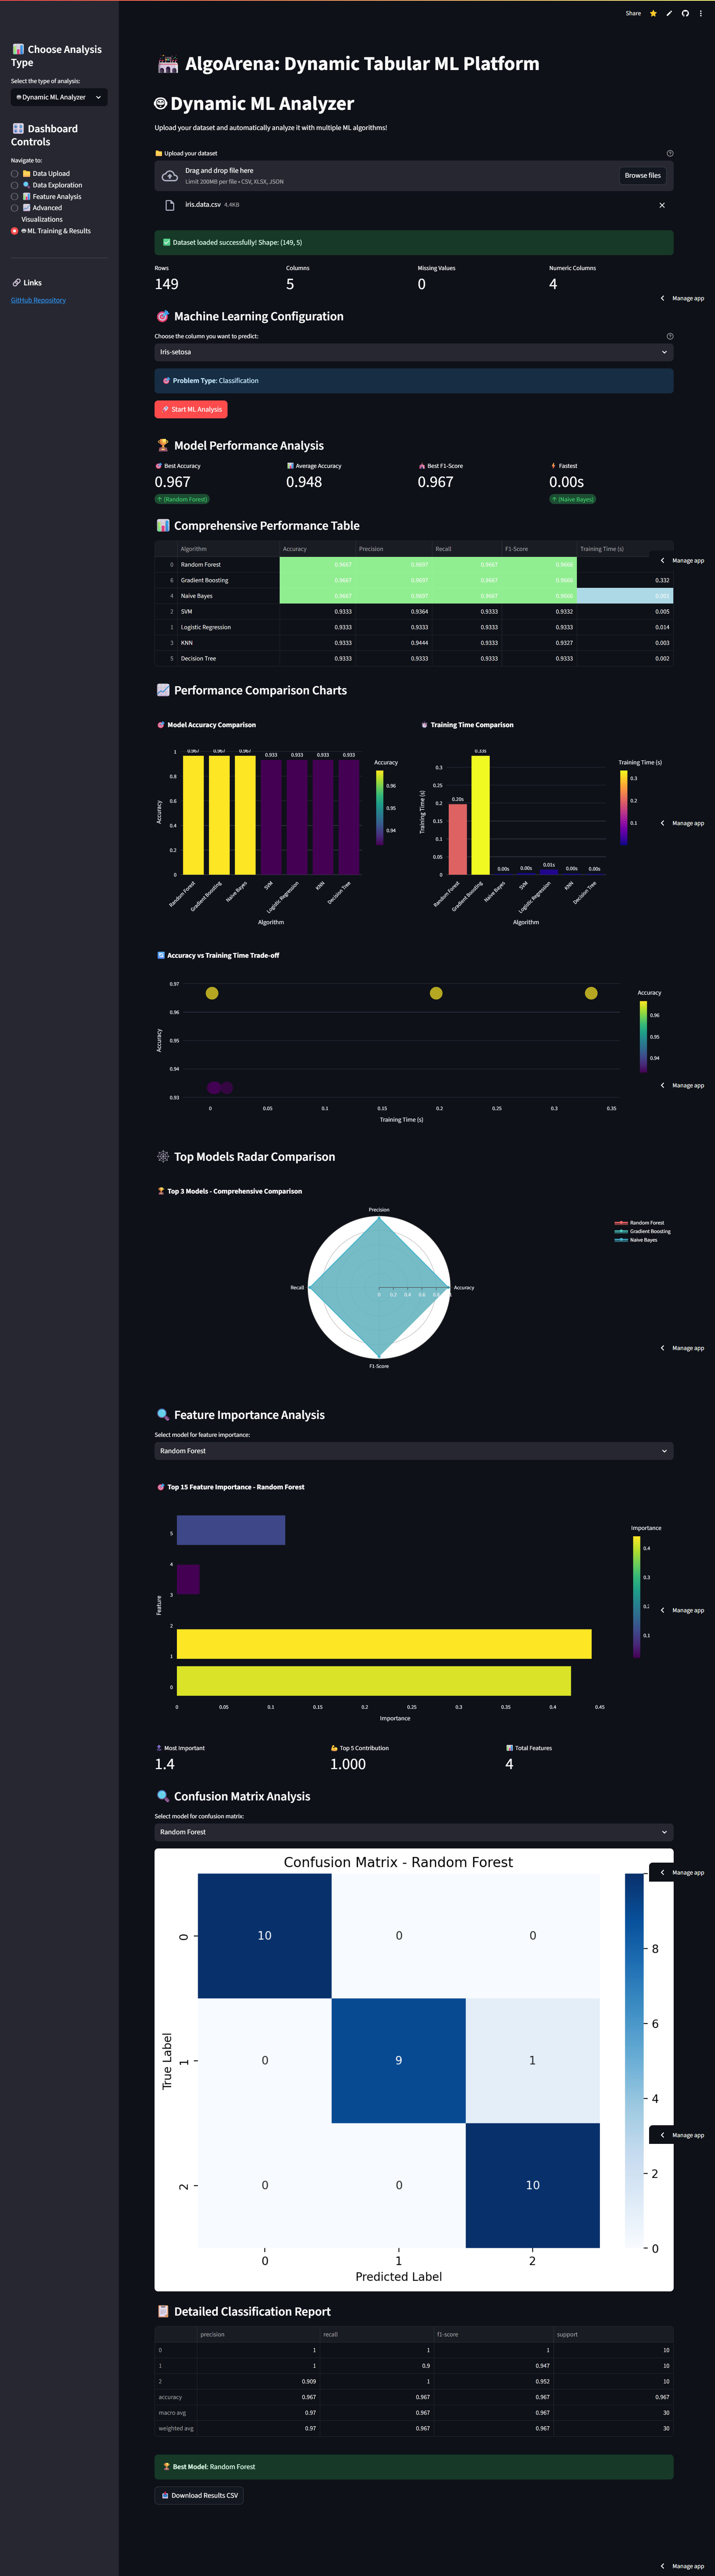 Share
📊 Choose Analysis
Type
Select the type of analysis:
Dynamic ML Analyzer
🎛️ Dashboard
Controls
Navigate to:
📁 Data Upload
🔍 Data Exploration
📊 Feature Analysis
📈 Advanced
Visualizations
ML Training & Results
🔗 Links
GitHub Repository
AlgoArena: Dynamic Tabular ML Platform
Dynamic ML Analyzer
Upload your dataset and automatically analyze it with multiple ML algorithms!
📁 Upload your dataset
Drag and drop file here
Limit 200MB per file • CSV, XLSX, JSON
Browse files
iris.data.csv 4.4KB
✅ Dataset loaded successfully! Shape: (149, 5)
Rows Columns Missing Values Numeric Columns
149 5 0 4
Manage app
🎯 Machine Learning Configuration
Choose the column you want to predict:
Iris-setosa
🎯 Problem Type: Classification
🚀 Start ML Analysis
🏆 Model Performance Analysis
🎯 Best Accuracy 📊 Average Accuracy Best F1-Score ⚡ Fastest
0.967 0.948 0.967 0.00s
↑ (Random Forest) ↑ (Naive Bayes)
📊 Comprehensive Performance Table
Algorithm Accuracy Precision Recall F1-Score Training Time (s)
Manage app
0 Random Forest 0.9667 0.9697 0.9667 0.9666
6 Gradient Boosting 0.9667 0.9697 0.9667 0.9666 0.332
4 Naive Bayes 0.9667 0.9697 0.9667 0.9666
2 SVM 0.9333 0.9364 0.9333 0.9332 0.005
1 Logistic Regression 0.9333 0.9333 0.9333 0.9333 0.014
3 KNN 0.9333 0.9444 0.9333 0.9327 0.003
5 Decision Tree 0.9333 0.9333 0.9333 0.9333 0.002
📈 Performance Comparison Charts
🎯 Model Accuracy Comparison
0.967 0.967 0.967 0.933 0.933 0.933 0.933
1
0.8
0.6
0.4
0.2
0
Accuracy
Random Forest
Gradient Boosting
Naive Bayes
SVM
Logistic Regression
KNN
Decision Tree
Algorithm
Accuracy
0.96
0.95
0.94
Training Time Comparison
0.20s 0.33s 0.00s 0.00s 0.01s 0.00s 0.00s
0.3
0.25
0.2
0.15
0.1
0.05
0
Training Time (s)
Random Forest
Gradient Boosting
Naive Bayes
SVM
Logistic Regression
KNN
Decision Tree
Algorithm
Training Time (s)
0.3
0.2
0.1
Manage app
🔄 Accuracy vs Training Time Trade-off
0.97
0.96
0.95
0.94
0.93
Accuracy
0 0.05 0.1 0.15 0.2 0.25 0.3 0.35
Training Time (s)
Accuracy
0.96
0.95
0.94
Manage app
🕸️ Top Models Radar Comparison
🏆 Top 3 Models - Comprehensive Comparison
Precision
Recall
Accuracy
F1-Score
0 0.2 0.4 0.6 0.8
Random Forest
Gradient Boosting
Naive Bayes
Manage app
🔍 Feature Importance Analysis
Select model for feature importance:
Random Forest
🎯 Top 15 Feature Importance - Random Forest
5
4
3
2
1
0
Feature
0 0.05 0.1 0.15 0.2 0.25 0.3 0.35 0.4 0.45
Importance
Importance
0.4
0.3
0.2
0.1
Manage app
Most Important 💪 Top 5 Contribution 📊 Total Features
1.4 1.000 4
🔍 Confusion Matrix Analysis
Select model for confusion matrix:
Random Forest
Confusion Matrix - Random Forest
Manage app
0 10 0 0
1 0 9 1
2 0 0 10
True Label
0 1 2
Predicted Label
8
6
4
2
0
Manage app
📋 Detailed Classification Report
precision recall f1-score support
0 1 1 1 10
1 1 0.9 0.947 10
2 0.909 1 0.952 10
accuracy 0.967 0.967 0.967 0.967
macro avg 0.97 0.967 0.967 30
weighted avg 0.97 0.967 0.967 30
🏆 Best Model: Random Forest
Download Results CSV
Manage app